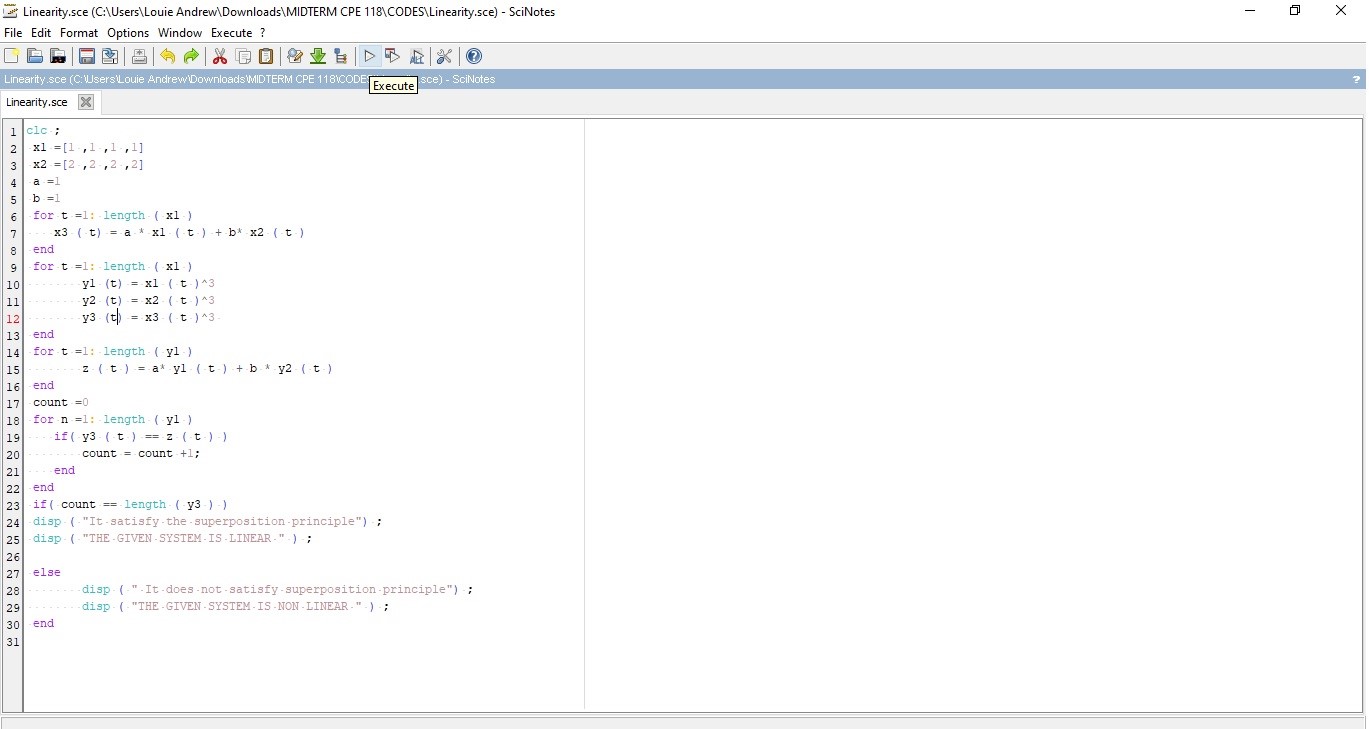 Linearity.sce (C:\Users\Louie Andrew\Downloads\MIDTERM CPE 118\CODES\Linearity.sce) - SciNotes
File Edit Format Options Window Execute ?
Linearity.sce (C:\Users\Louie Andrew\Downloads\MIDTERM CPE 118\CODE .sce) - SciNotes ?
Execute
Linearity.sce
1 clc ;
2 x1 =[1 ,1 ,1 ,1]
3 x2 =[2 ,2 ,2 ,2]
4 a =1
5 b =1
6 for t =1: length ( x1 )
7 x3 ( t) = a * x1 ( t ) + b* x2 ( t )
8 end
9 for t =1: length ( x1 )
10 y1 (t) = x1 ( t )^3
11 y2 (t) = x2 ( t )^3
12 y3 (t) = x3 ( t )^3
13 end
14 for t =1: length ( y1 )
15 z ( t ) = a* y1 ( t ) + b * y2 ( t )
16 end
17 count =0
18 for n =1: length ( y1 )
19 if( y3 ( t ) == z ( t ) )
20 count = count +1;
21 end
22 end
23 if( count == length ( y3 ) )
24 disp ( "It satisfy the superposition principle") ;
25 disp ( "THE GIVEN SYSTEM IS LINEAR " ) ;
26
27 else
28 disp ( " It does not satisfy superposition principle") ;
29 disp ( "THE GIVEN SYSTEM IS NON LINEAR " ) ;
30 end
31